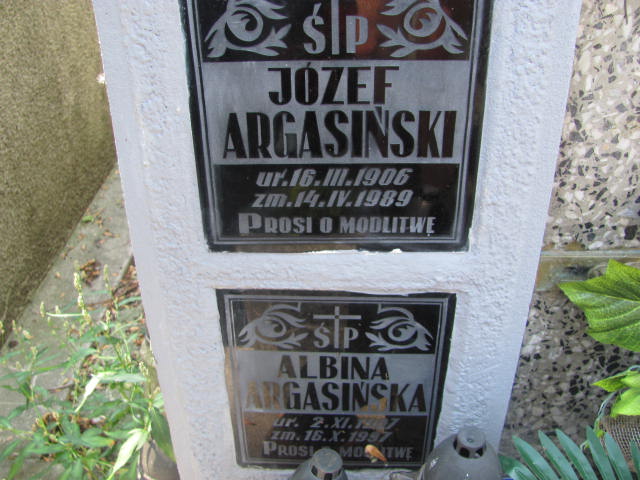 ŚP
JÓZEF
ARGASIŃSKI
ur. 16. III. 1906
zm. 14. IV. 1989
PROSI O MODLITWĘ
ŚP
ALBINA
ARGASIŃSKA
ur. 2. XI.
zm. 16. X.
PROSI O MODLITWĘ